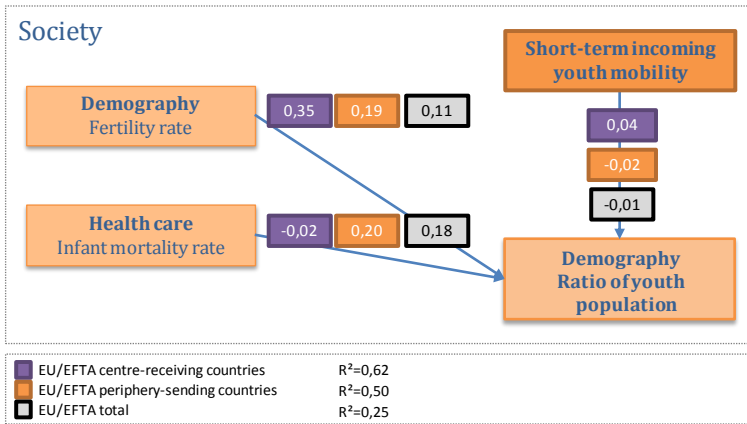 Society
Short-term incoming
youth mobility
Demography
Fertility rate
0,35 0,19 0,11
0,04
-0,02
-0,01
Health care
Infant mortality rate
-0,02 0,20 0,18
Demography
Ratio of youth
population
EU/EFTA centre-receiving countries R²=0,62
EU/EFTA periphery-sending countries R²=0,50
EU/EFTA total R²=0,25